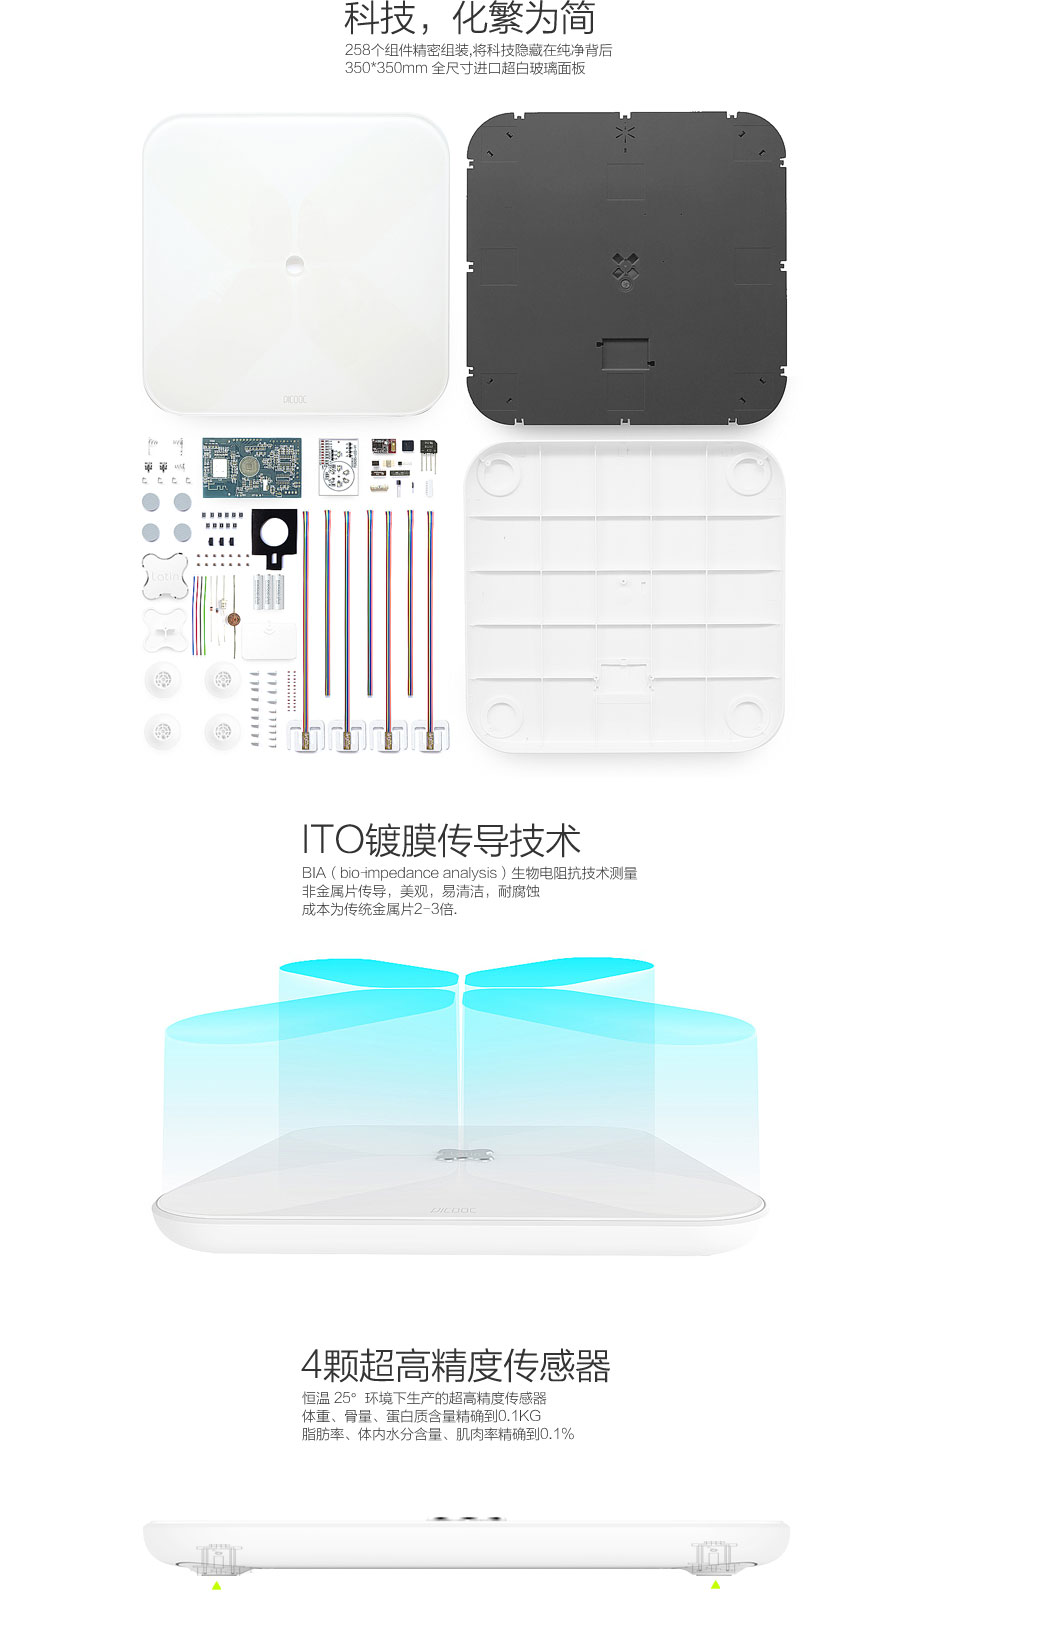 科技，化繁为简
258个组件精密组装,将科技隐藏在纯净背后
350*350mm 全尺寸进口超白玻璃面板
PICOOC
Latin
ITO镀膜传导技术
BIA（bio-impedance analysis）生物电阻抗技术测量
非金属片传导，美观，易清洁，耐腐蚀
成本为传统金属片2-3倍.
PICOOC
4颗超高精度传感器
恒温 25° 环境下生产的超高精度传感器
体重、骨量、蛋白质含量精确到0.1KG
脂肪率、体内水分含量、肌肉率精确到0.1%